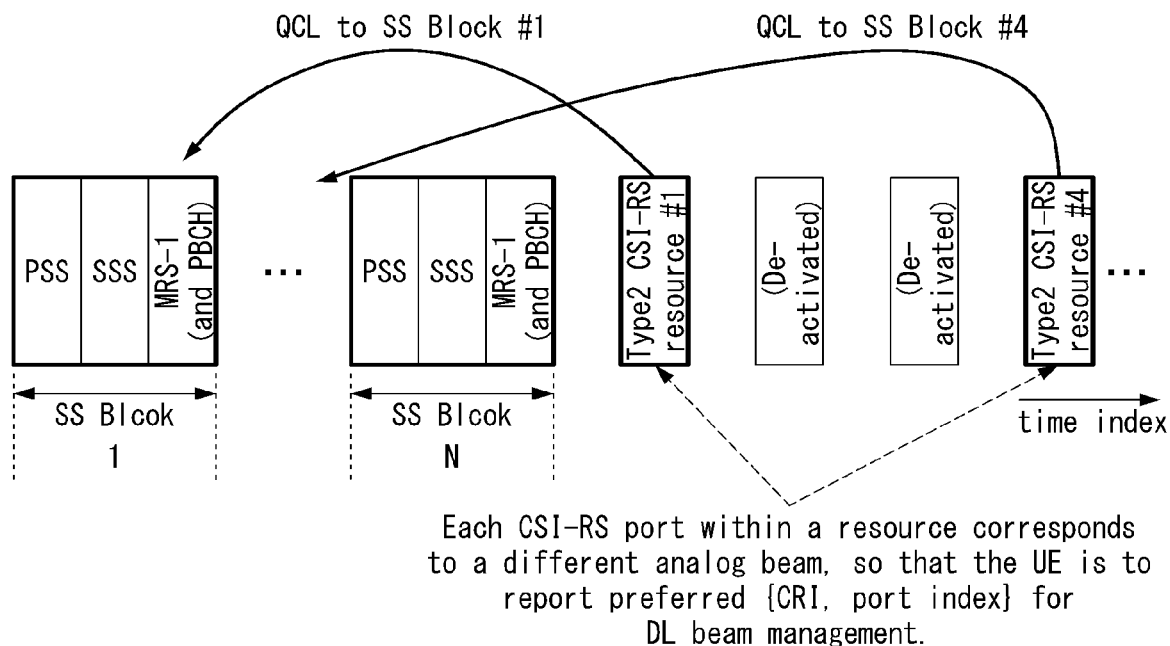 QCL to SS Block #1
QCL to SS Block #4
PSS
SSS
MRS-1
(and PBCH)
...
PSS
SSS
MRS-1
(and PBCH)
Type2 CSI-RS
resource #1
(De-
activated)
(De-
activated)
Type2 CSI-RS
resource #4
...
SS Blcok
1
SS Blcok
N
time index
Each CSI-RS port within a resource corresponds
to a different analog beam, so that the UE is to
report preferred {CRI, port index} for
DL beam management.